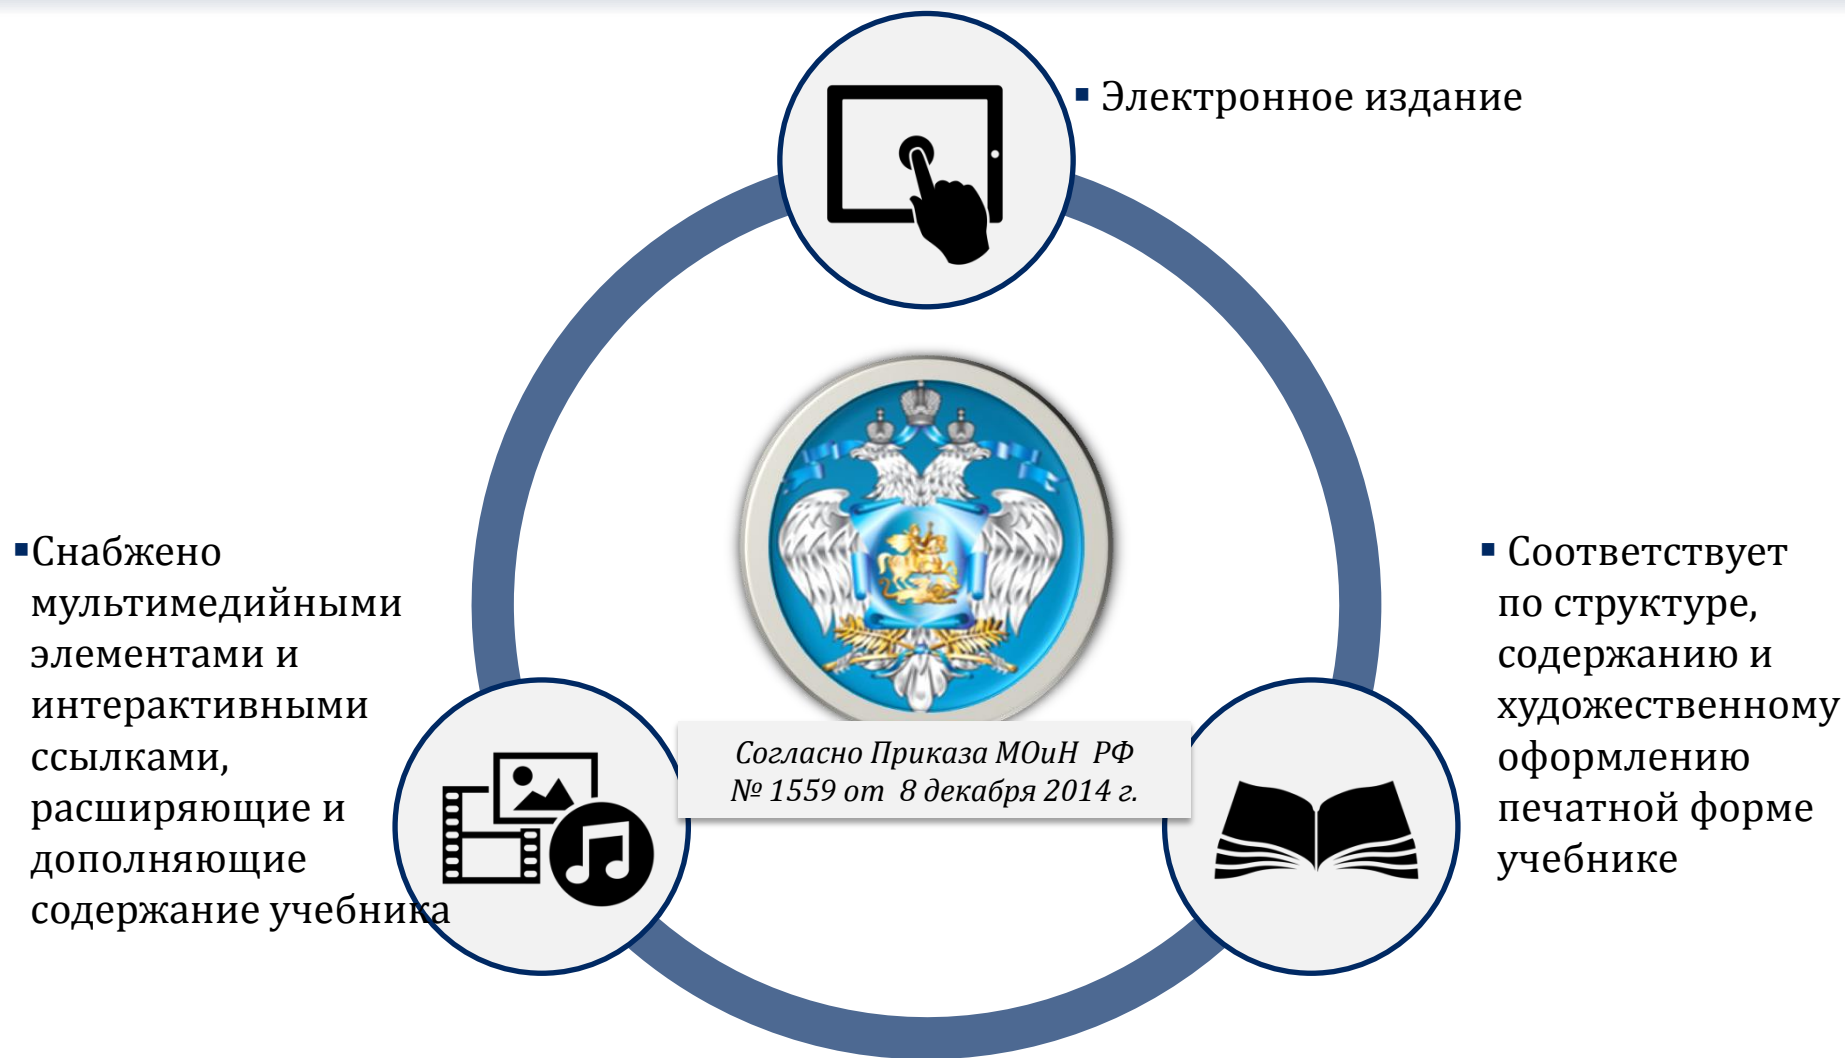 ▪ Электронное издание
▪Снабжено
мультимедийными
элементами и
интерактивными
ссылками,
расширяющие и
дополняющие
содержание учебника
Согласно Приказа МОиН РФ
№ 1559 от 8 декабря 2014 г.
▪ Соответствует
по структуре,
содержанию и
художественному
оформлению
печатной форме
учебнике